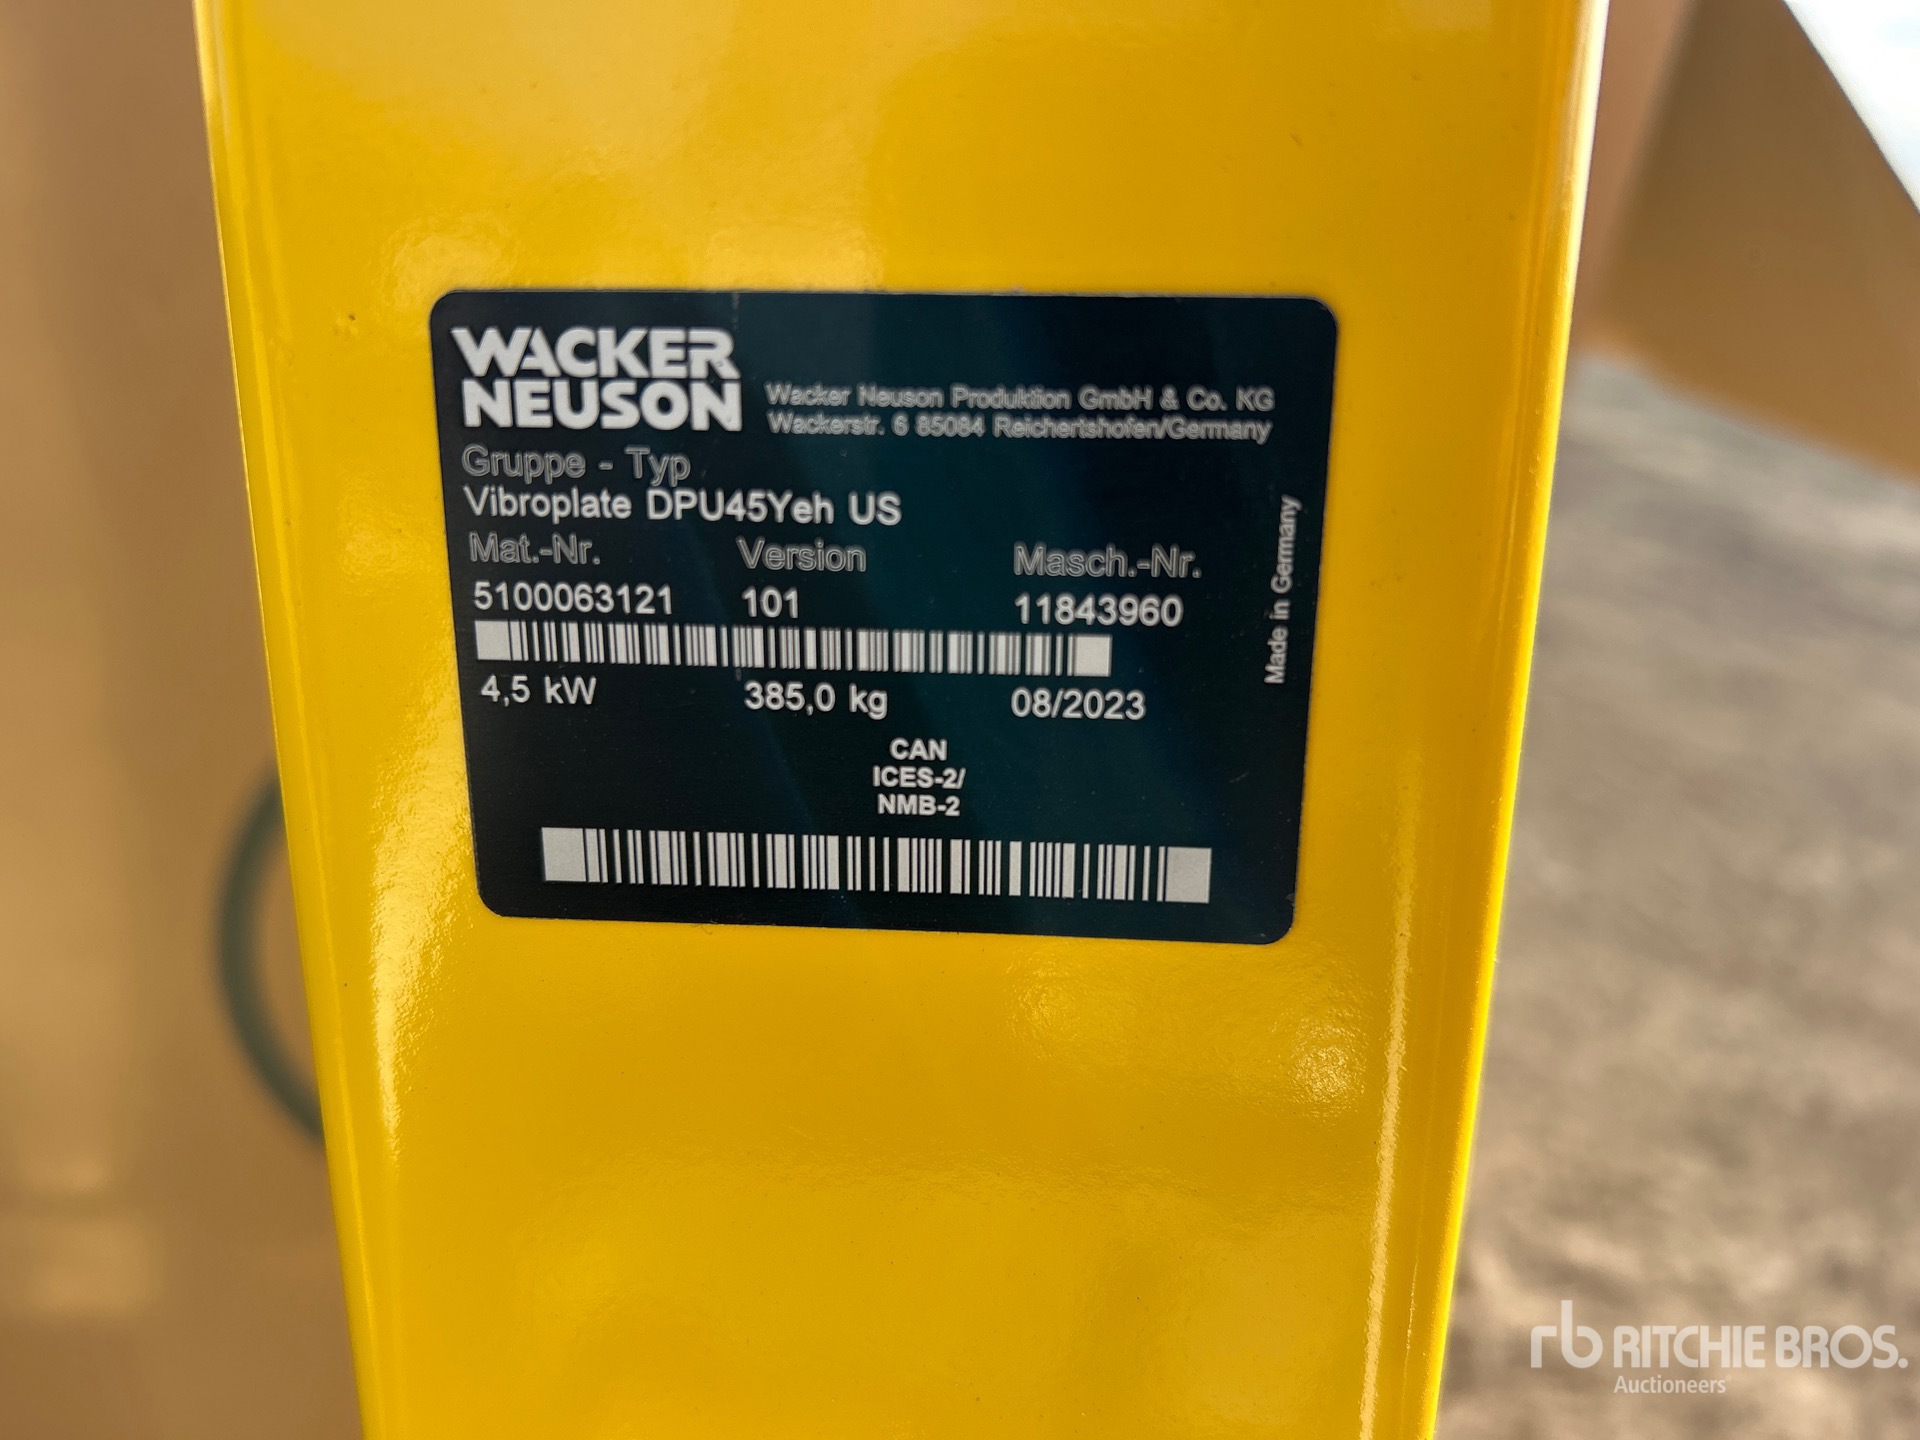 WACKER
NEUSON
Wacker Neuson Produktion GmbH & Co. KG
Wackerstr. 6 85084 Reichertshofen/Germany
Gruppe - Typ
Vibroplate DPU45Yeh US
Mat.-Nr. Version Masch.-Nr.
5100063121 101 11843960
4,5 kW 385,0 kg 08/2023
Made in Germany
CAN
ICES-2/
NMB-2
rb RITCHIE BROS.
Auctioneers